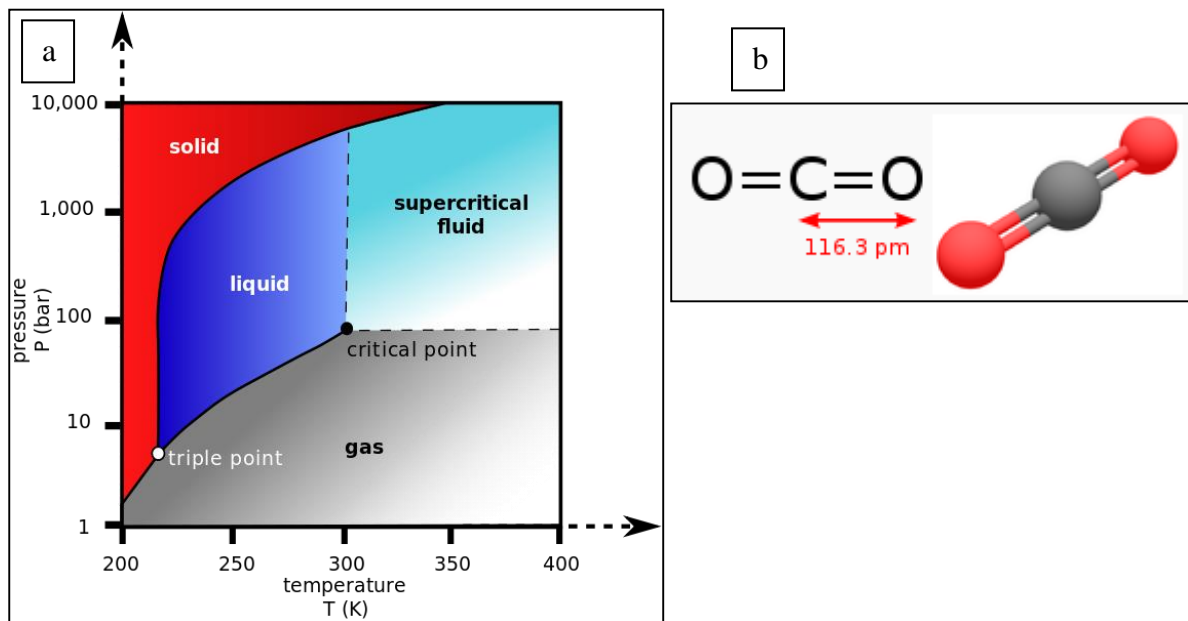 a
10,000
1,000
100
10
1
pressure
P (bar)
solid
liquid
supercritical
fluid
critical point
gas
triple point
200
250
300
350
400
temperature
T (K)
b
O=C=O
116.3 pm